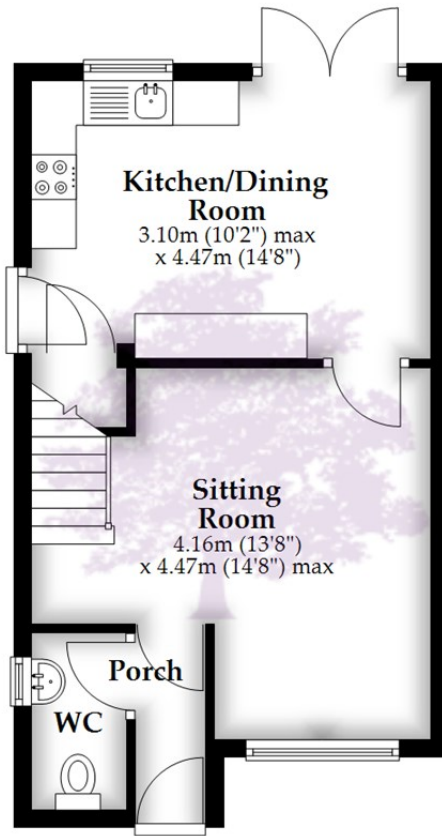 Kitchen/Dining
Room
3.10m (10'2") max
x 4.47m (14'8")
Sitting
Room
4.16m (13'8")
x 4.47m (14'8") max
Porch
WC